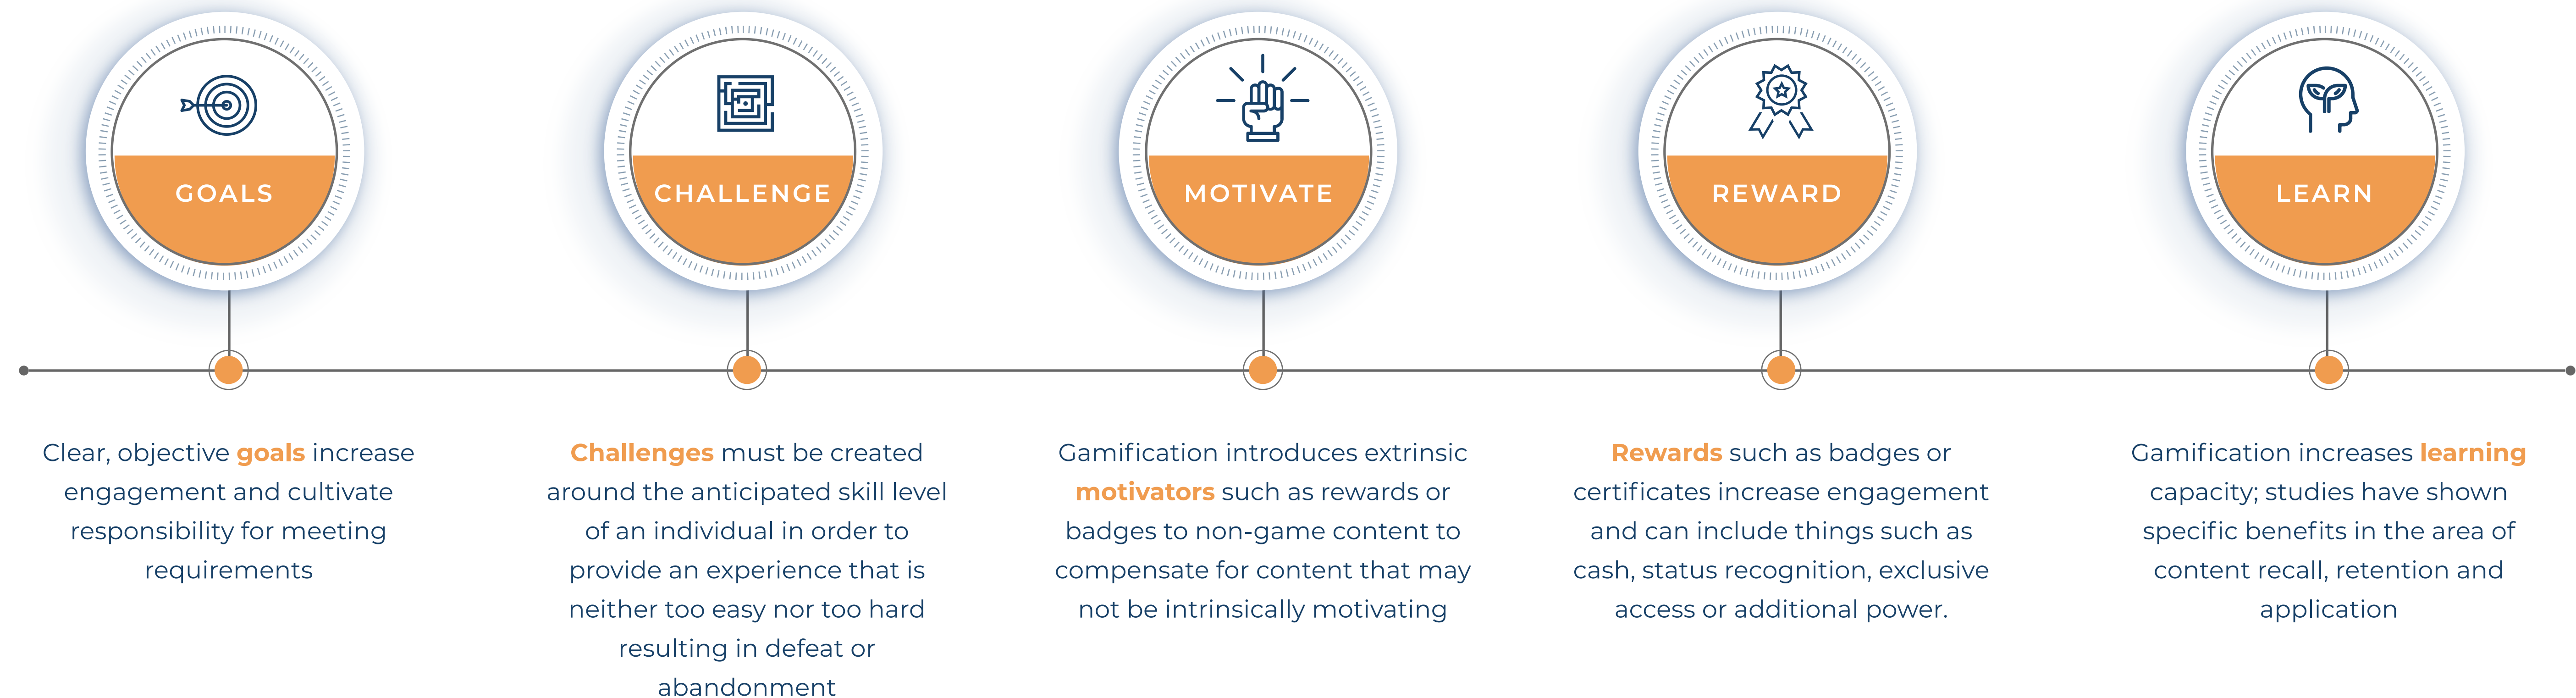 GOALS
Clear, objective goals increase
engagement and cultivate
responsibility for meeting
requirements
CHALLENGE
Challenges must be created
around the anticipated skill level
of an individual in order to
provide an experience that is
neither too easy nor too hard
resulting in defeat or
abandonment
MOTIVATE
Gamification introduces extrinsic
motivators such as rewards or
badges to non-game content to
compensate for content that may
not be intrinsically motivating
REWARD
Rewards such as badges or
certificates increase engagement
and can include things such as
cash, status recognition, exclusive
access or additional power.
LEARN
Gamification increases learning
capacity; studies have shown
specific benefits in the area of
content recall, retention and
application